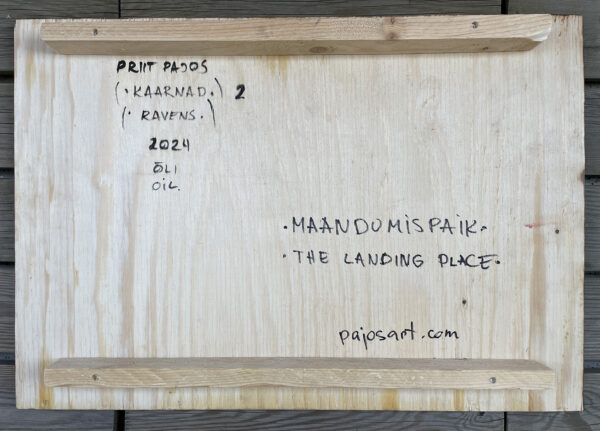 PRIIT PAJOS
(·KAARNAD·) 2
(·RAVENS·)
2024
ÕLI
OIL.
·MAANDUMISPAIK·
·THE LANDING PLACE·
pajosart.com